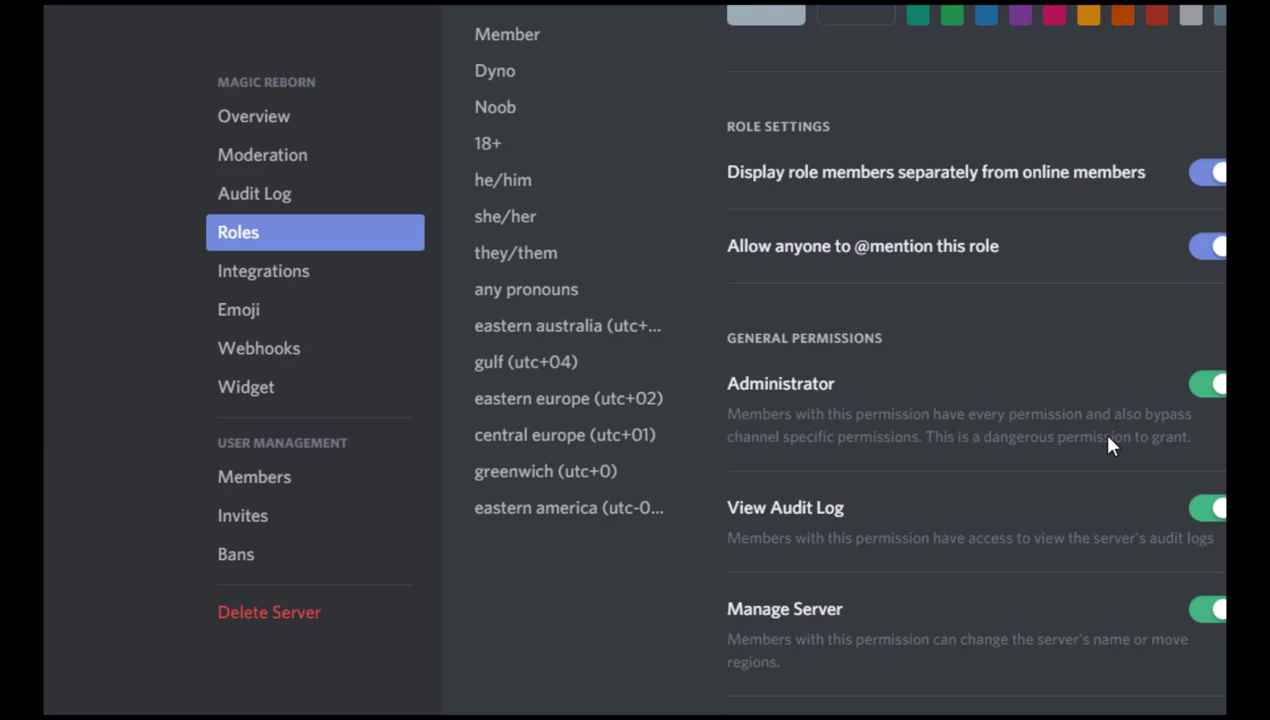 MAGIC REBORN
Overview
Moderation
Audit Log
Roles
Integrations
Emoji
Webhooks
Widget
USER MANAGEMENT
Members
Invites
Bans
Delete Server
Member
Dyno
Noob
18+
he/him
she/her
they/them
any pronouns
eastern australia (utc+...
gulf (utc+04)
eastern europe (utc+02)
central europe (utc+01)
greenwich (utc+0)
eastern america (utc-0...
ROLE SETTINGS
Display role members separately from online members
Allow anyone to @mention this role
GENERAL PERMISSIONS
Administrator
Members with this permission have every permission and also bypass
channel specific permissions. This is a dangerous permission to grant.
View Audit Log
Members with this permission have access to view the server's audit logs
Manage Server
Members with this permission can change the server's name or move
regions.